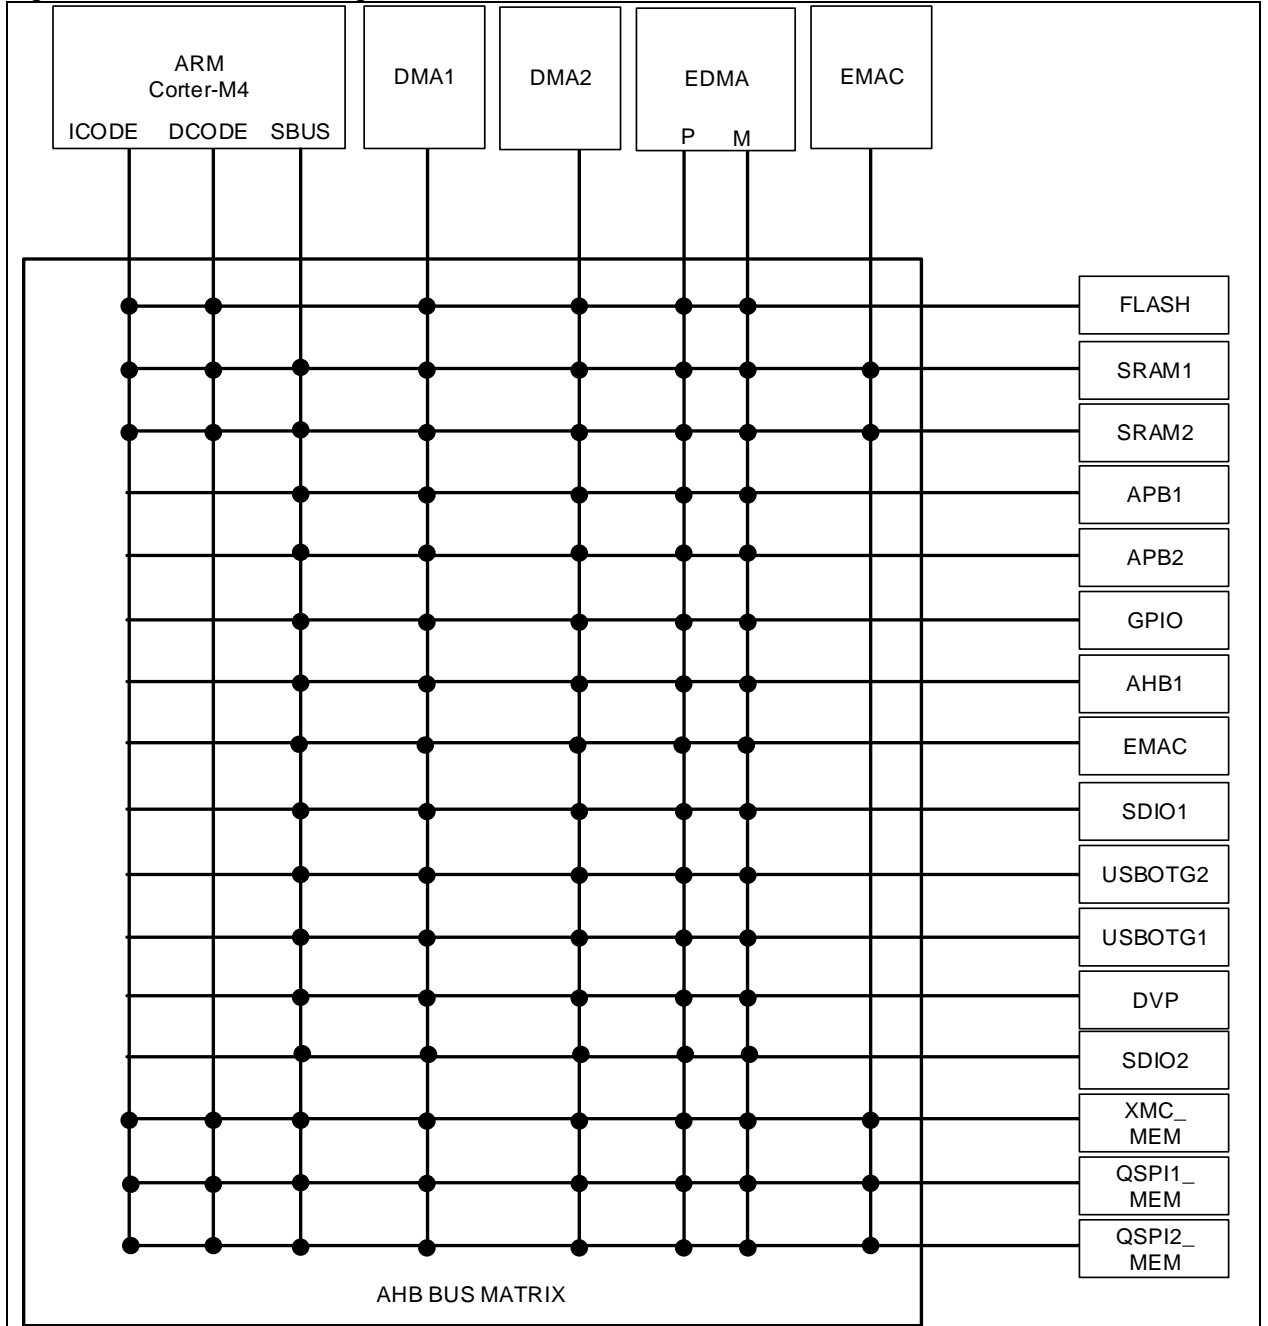 ARM
Corter-M4
ICODE DCODE SBUS
DMA1
DMA2
EDMA
P M
EMAC
FLASH
SRAM1
SRAM2
APB1
APB2
GPIO
AHB1
EMAC
SDIO1
USBOTG2
USBOTG1
DVP
SDIO2
XMC_
MEM
QSPI1_
MEM
QSPI2_
MEM
AHB BUS MATRIX